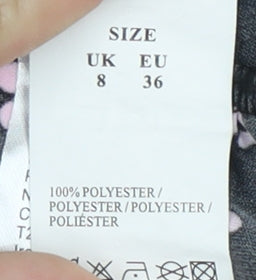 SIZE
UK EU
8 36
100% POLYESTER /
POLYESTER / POLYESTER /
POLIÉSTER